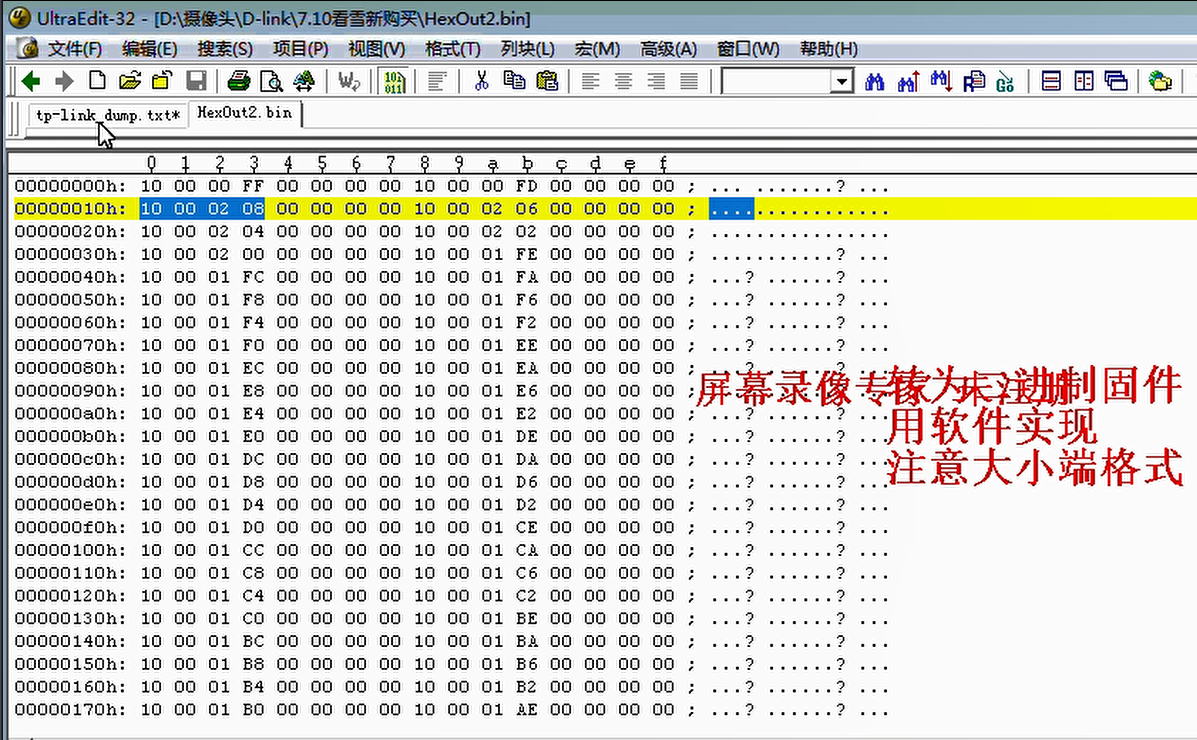 UltraEdit-32 - [D:\摄像头\D-link\7.10看雪新购买\HexOut2.bin]
文件(F) 编辑(E) 搜索(S) 项目(P) 视图(V) 格式(T) 列块(L) 宏(M) 高级(A) 窗口(W) 帮助(H)
tp-link_dump.txt* HexOut2.bin
0 1 2 3 4 5 6 7 8 9 a b c d e f
00000000h: 10 00 00 FF 00 00 00 00 10 00 00 FD 00 00 00 00 ; ... .......? ...
00000010h: 10 00 02 08 00 00 00 00 10 00 02 06 00 00 00 00 ; ................
00000020h: 10 00 02 04 00 00 00 00 10 00 02 02 00 00 00 00 ; ................
00000030h: 10 00 02 00 00 00 00 00 10 00 01 FE 00 00 00 00 ; ...........? ...
00000040h: 10 00 01 FC 00 00 00 00 10 00 01 FA 00 00 00 00 ; ...? ......? ...
00000050h: 10 00 01 F8 00 00 00 00 10 00 01 F6 00 00 00 00 ; ...? ......? ...
00000060h: 10 00 01 F4 00 00 00 00 10 00 01 F2 00 00 00 00 ; ...? ......? ...
00000070h: 10 00 01 F0 00 00 00 00 10 00 01 EE 00 00 00 00 ; ...? ......? ...
00000080h: 10 00 01 EC 00 00 00 00 10 00 01 EA 00 00 00 00 ; ...? ......? ...
00000090h: 10 00 01 E8 00 00 00 00 10 00 01 E6 00 00 00 00 ;
000000a0h: 10 00 01 E4 00 00 00 00 10 00 01 E2 00 00 00 00 ; ...? ......? ...
000000b0h: 10 00 01 E0 00 00 00 00 10 00 01 DE 00 00 00 00 ; ...? ......? ...
000000c0h: 10 00 01 DC 00 00 00 00 10 00 01 DA 00 00 00 00 ; ...? ......? ...
000000d0h: 10 00 01 D8 00 00 00 00 10 00 01 D6 00 00 00 00 ; ...? ......? ...
000000e0h: 10 00 01 D4 00 00 00 00 10 00 01 D2 00 00 00 00 ; ...? ......? ...
000000f0h: 10 00 01 D0 00 00 00 00 10 00 01 CE 00 00 00 00 ; ...? ......? ...
00000100h: 10 00 01 CC 00 00 00 00 10 00 01 CA 00 00 00 00 ; ...? ......? ...
00000110h: 10 00 01 C8 00 00 00 00 10 00 01 C6 00 00 00 00 ; ...? ......? ...
00000120h: 10 00 01 C4 00 00 00 00 10 00 01 C2 00 00 00 00 ; ...? ......? ...
00000130h: 10 00 01 C0 00 00 00 00 10 00 01 BE 00 00 00 00 ; ...? ......? ...
00000140h: 10 00 01 BC 00 00 00 00 10 00 01 BA 00 00 00 00 ; ...? ......? ...
00000150h: 10 00 01 B8 00 00 00 00 10 00 01 B6 00 00 00 00 ; ...? ......? ...
00000160h: 10 00 01 B4 00 00 00 00 10 00 01 B2 00 00 00 00 ; ...? ......? ...
00000170h: 10 00 01 B0 00 00 00 00 10 00 01 AE 00 00 00 00 ; ...? ......? ...
屏幕录像专家 未注册
转为二进制固件
用软件实现
注意大小端格式